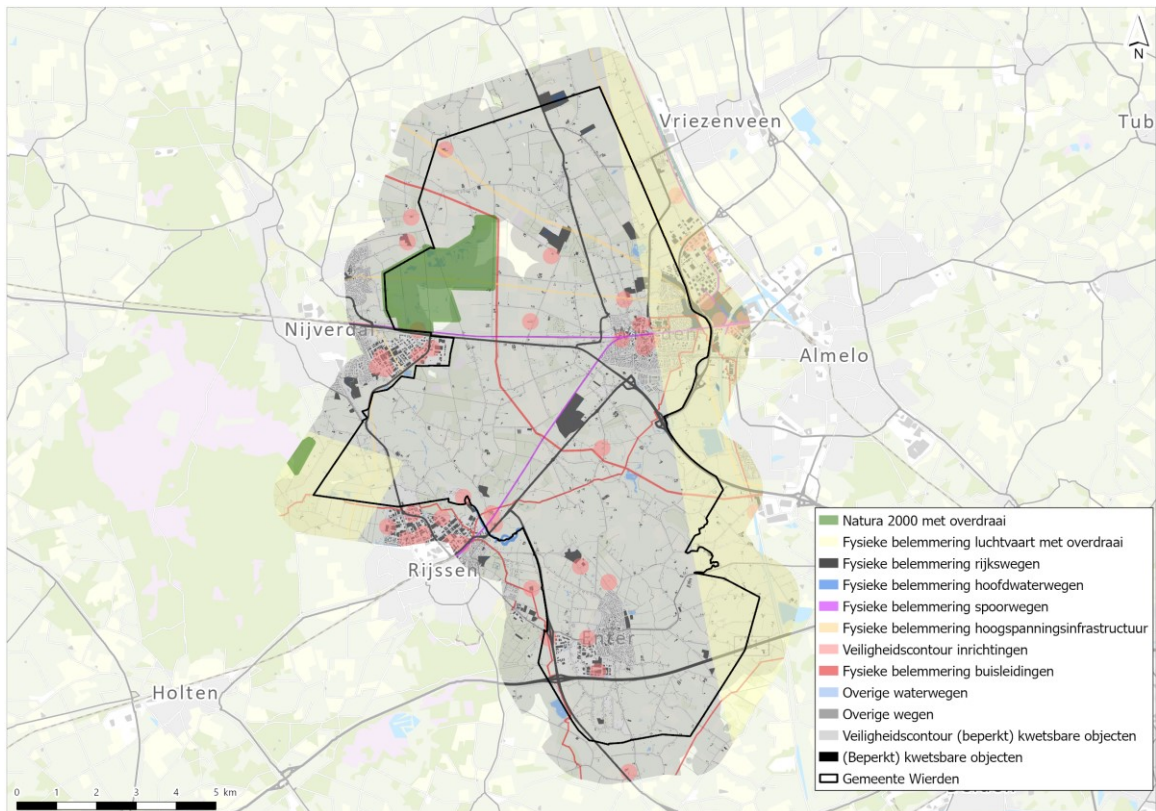 N
Vriezenveen
Tub
Nijverdal
Almelo
Rijssen
Enter
Holten
Natura 2000 met overdraai
Fysieke belemmering luchtvaart met overdraai
Fysieke belemmering rijkswegen
Fysieke belemmering hoofdwaterwegen
Fysieke belemmering spoorwegen
Fysieke belemmering hoogspanningsinfrastructuur
Veiligheidscontour inrichtingen
Fysieke belemmering buisleidingen
Overige waterwegen
Overige wegen
Veiligheidscontour (beperkt) kwetsbare objecten
(Beperkt) kwetsbare objecten
Gemeente Wierden
0 1 2 3 4 5 km